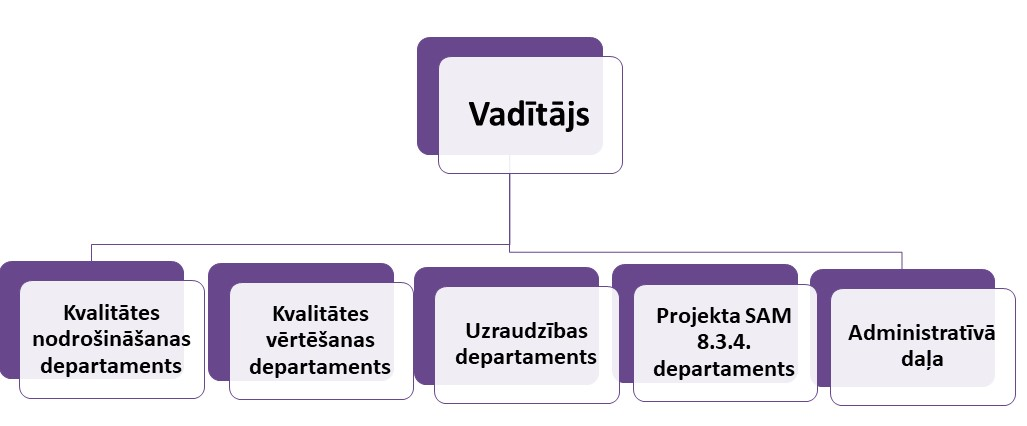 Vadītājs
Kvalitātes
nodrošināšanas
departaments
Kvalitātes
vērtēšanas
departaments
Uzraudzības
departaments
Projekta SAM
8.3.4.
departaments
Administratīvā
daļa